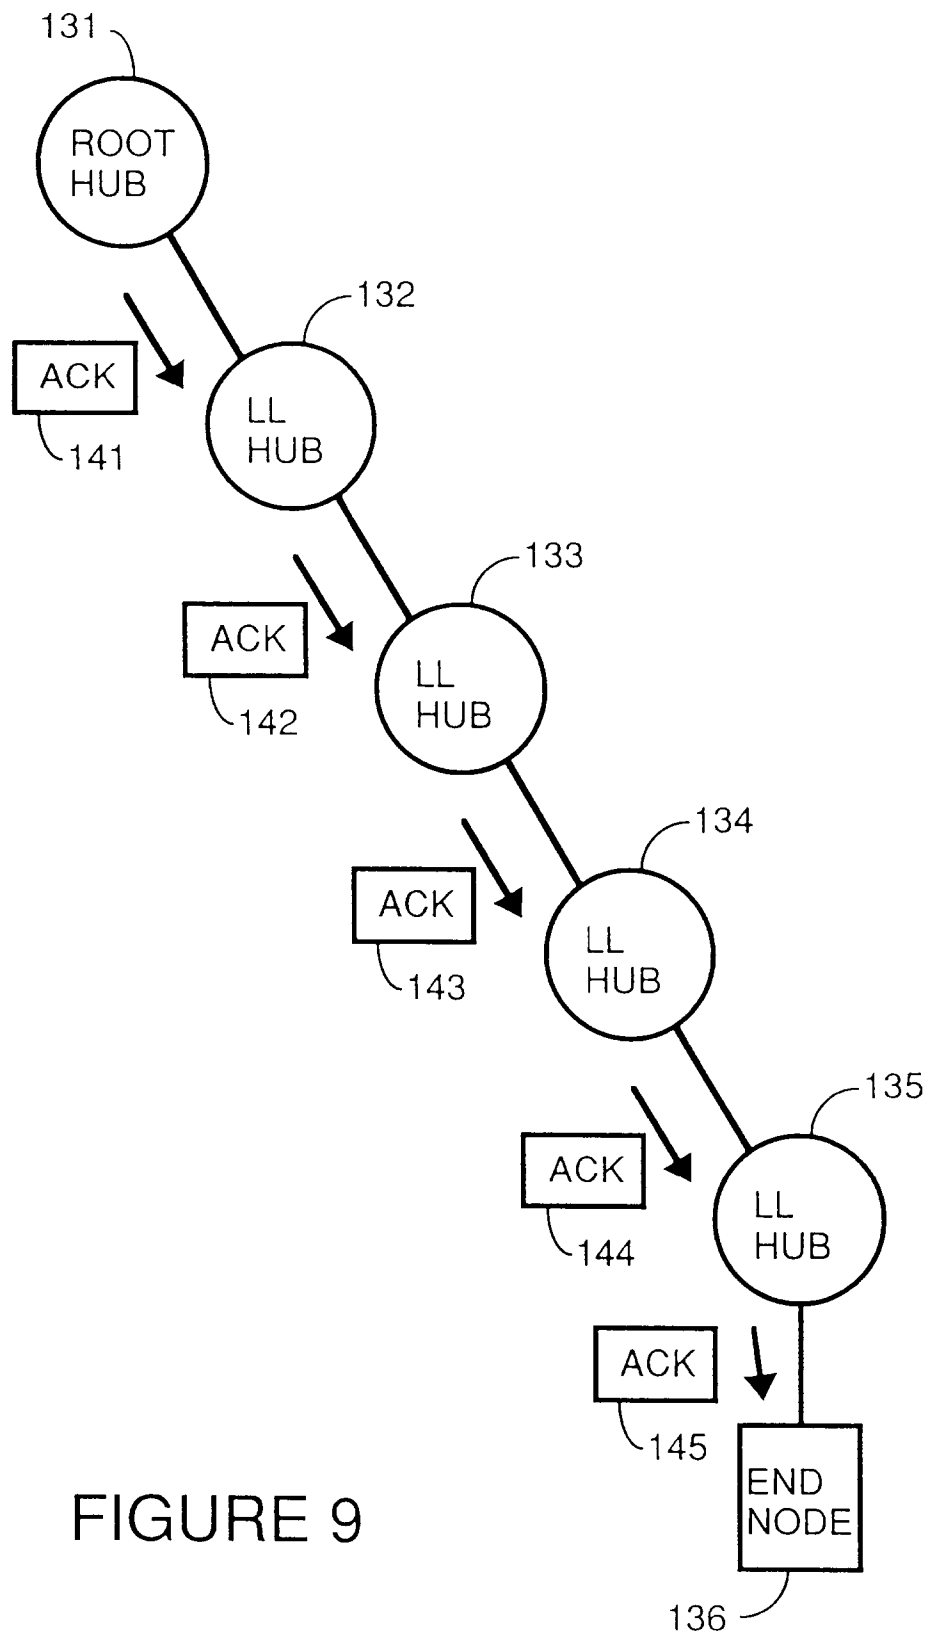 131
ROOT
HUB
132
ACK
LL
HUB
141
133
ACK
LL
HUB
142
134
ACK
LL
HUB
143
135
ACK
LL
HUB
144
ACK
145
END
NODE
FIGURE 9
136